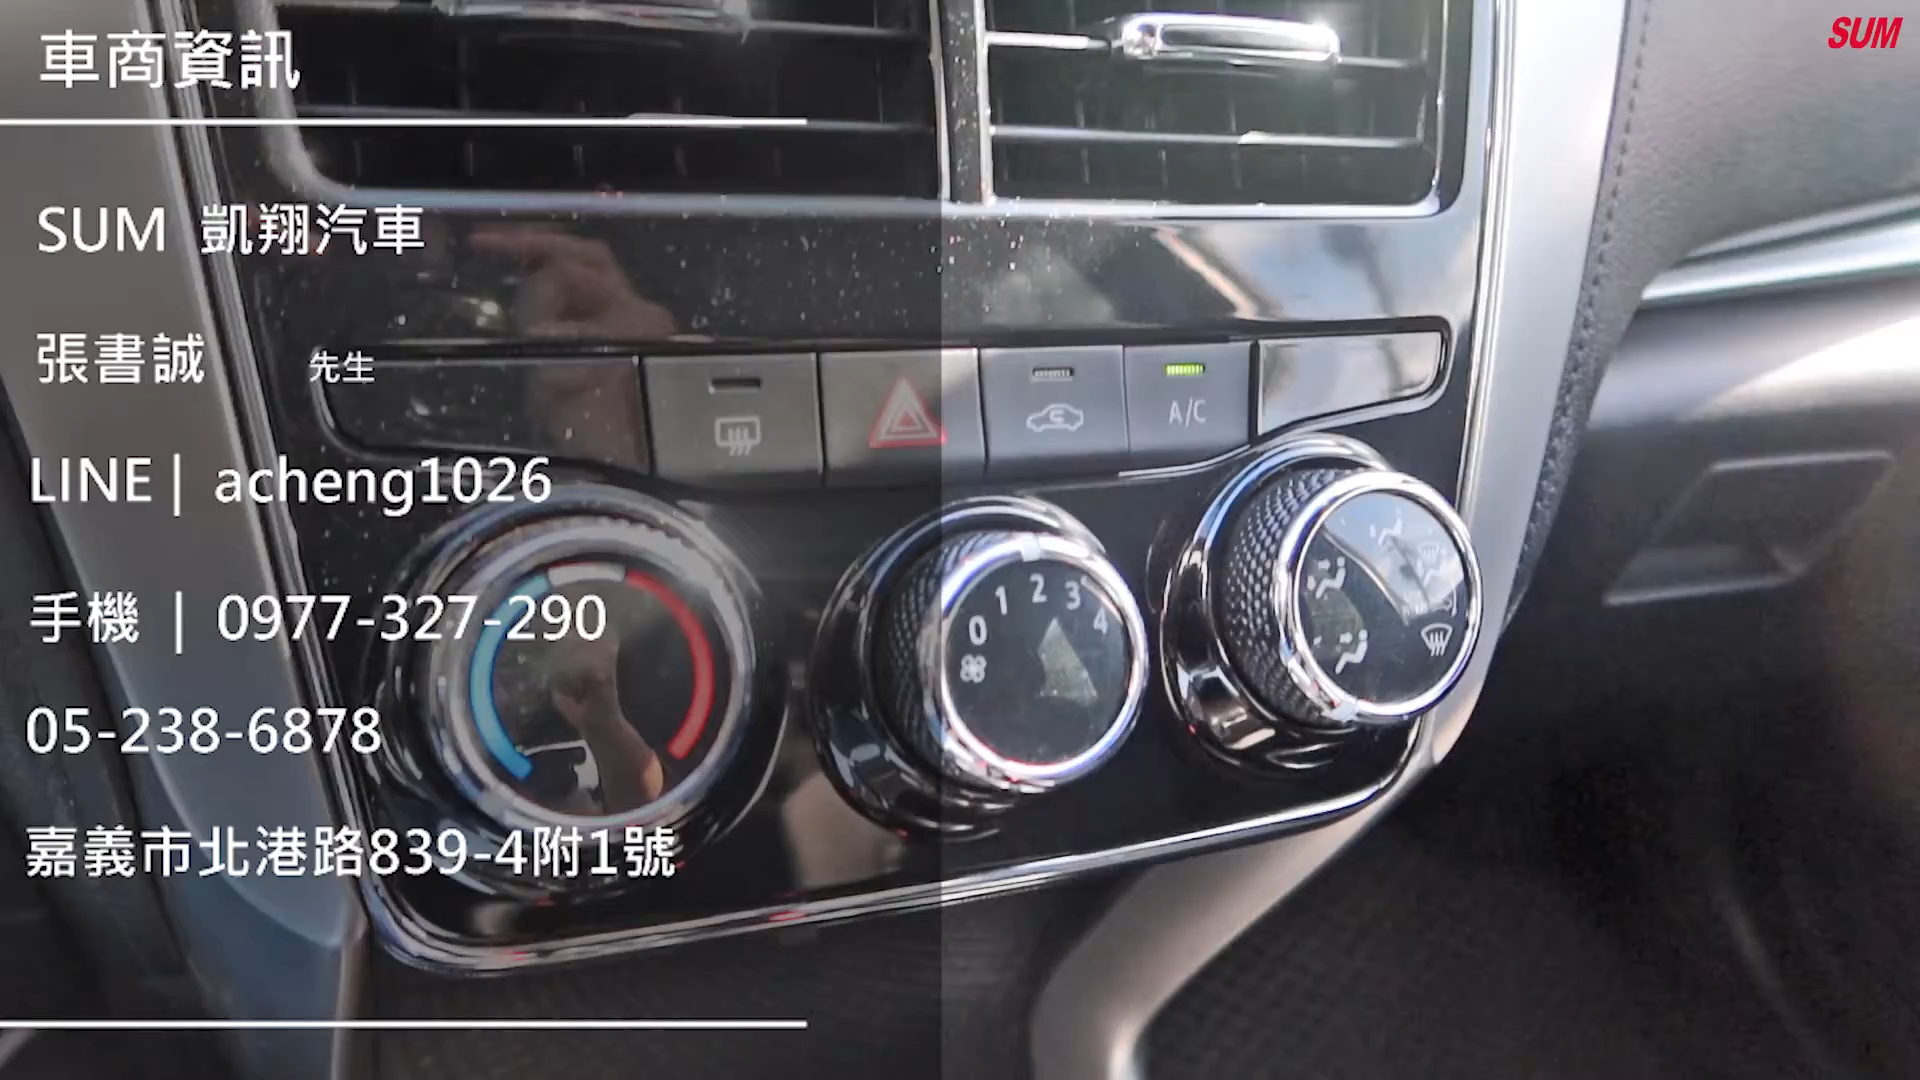 車商資訊
SUM
SUM 凱翔汽車
張書誠 先生
LINE | acheng1026
手機 | 0977-327-290
05-238-6878
嘉義市北港路839-4附1號
A/C
0 1 2 3 4